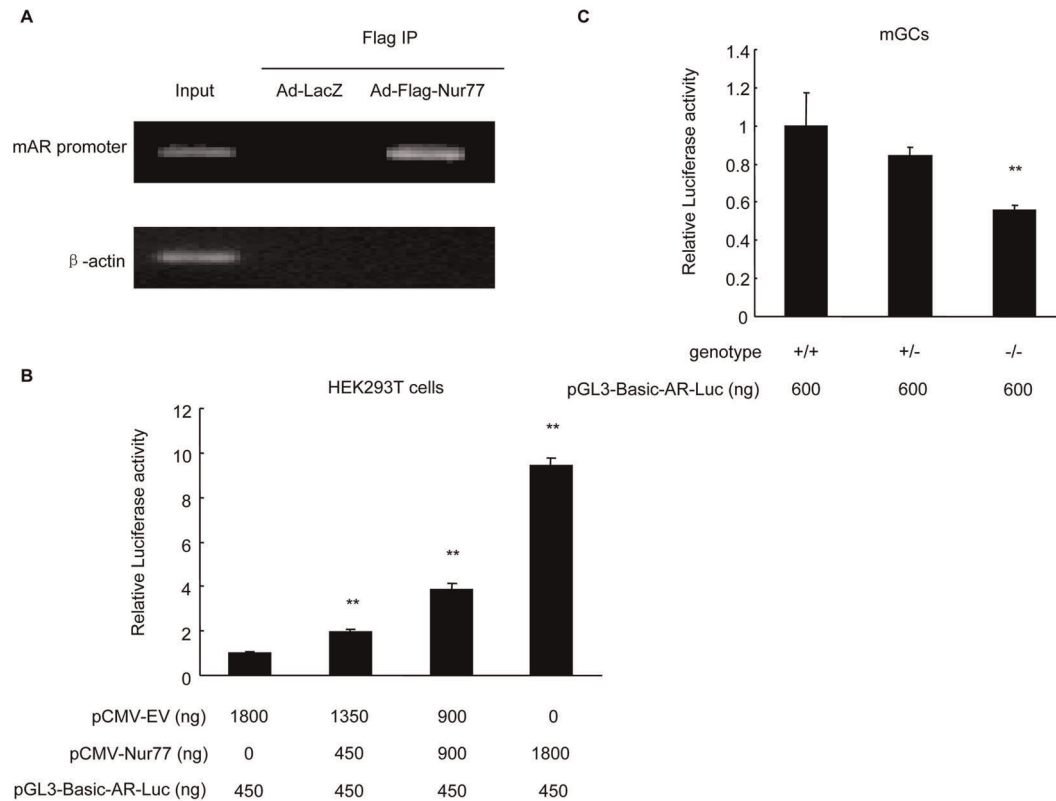 A
Flag IP
Input Ad-LacZ Ad-Flag-Nur77
mAR promoter
β-actin
B
HEK293T cells
Relative Luciferase activity
12
10
8
6
4
2
0
**
**
**
pCMV-EV (ng) 1800 1350 900 0
pCMV-Nur77 (ng) 0 450 900 1800
pGL3-Basic-AR-Luc (ng) 450 450 450 450
C
mGCs
Relative Luciferase activity
1.4
1.2
1
0.8
0.6
0.4
0.2
0
**
genotype +/+ +/- -/-
pGL3-Basic-AR-Luc (ng) 600 600 600